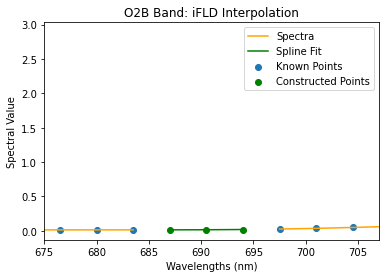 O2B Band: iFLD Interpolation
3.0
2.5
2.0
1.5
1.0
0.5
0.0
Spectral Value
Spectra
Spline Fit
Known Points
Constructed Points
675 680 685 690 695 700 705
Wavelengths (nm)